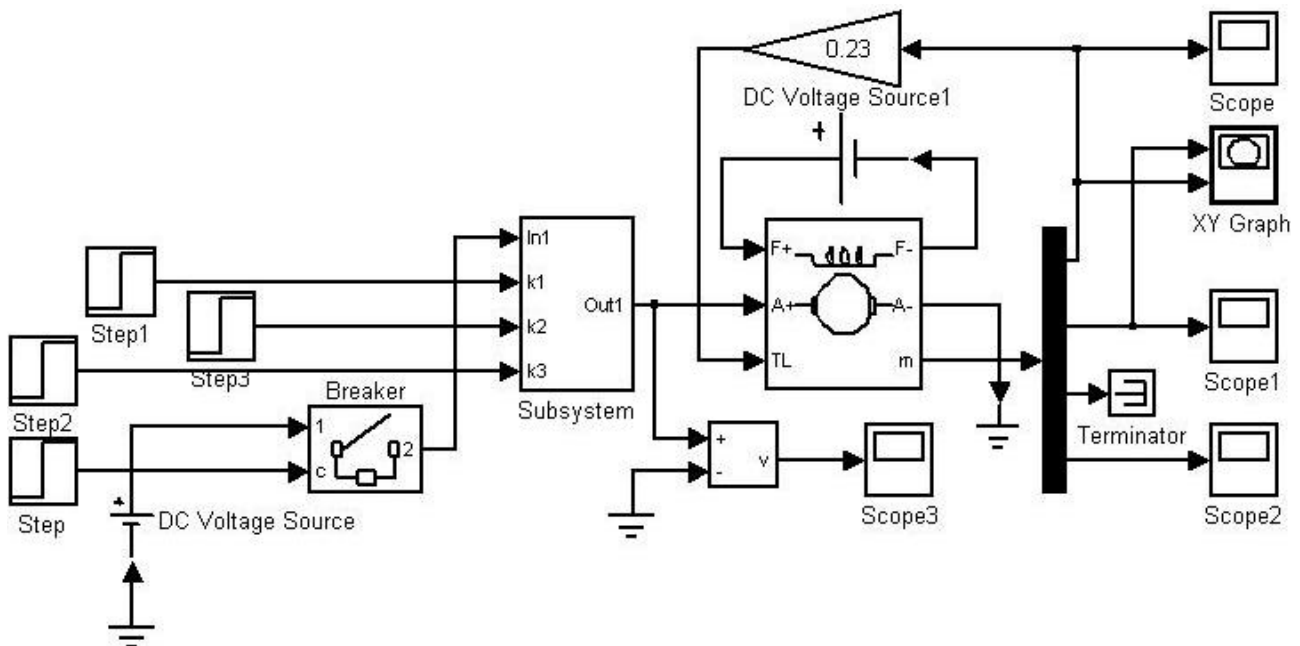 0.23
Scope
DC Voltage Source1
+
XY Graph
F+
F-
A+
A-
TL
m
In1
k1
k2
k3
Out1
Subsystem
Step1
Step3
Step2
Breaker
1
2
c
Step
+
DC Voltage Source
+
-
v
Scope3
Scope1
Terminator
Scope2